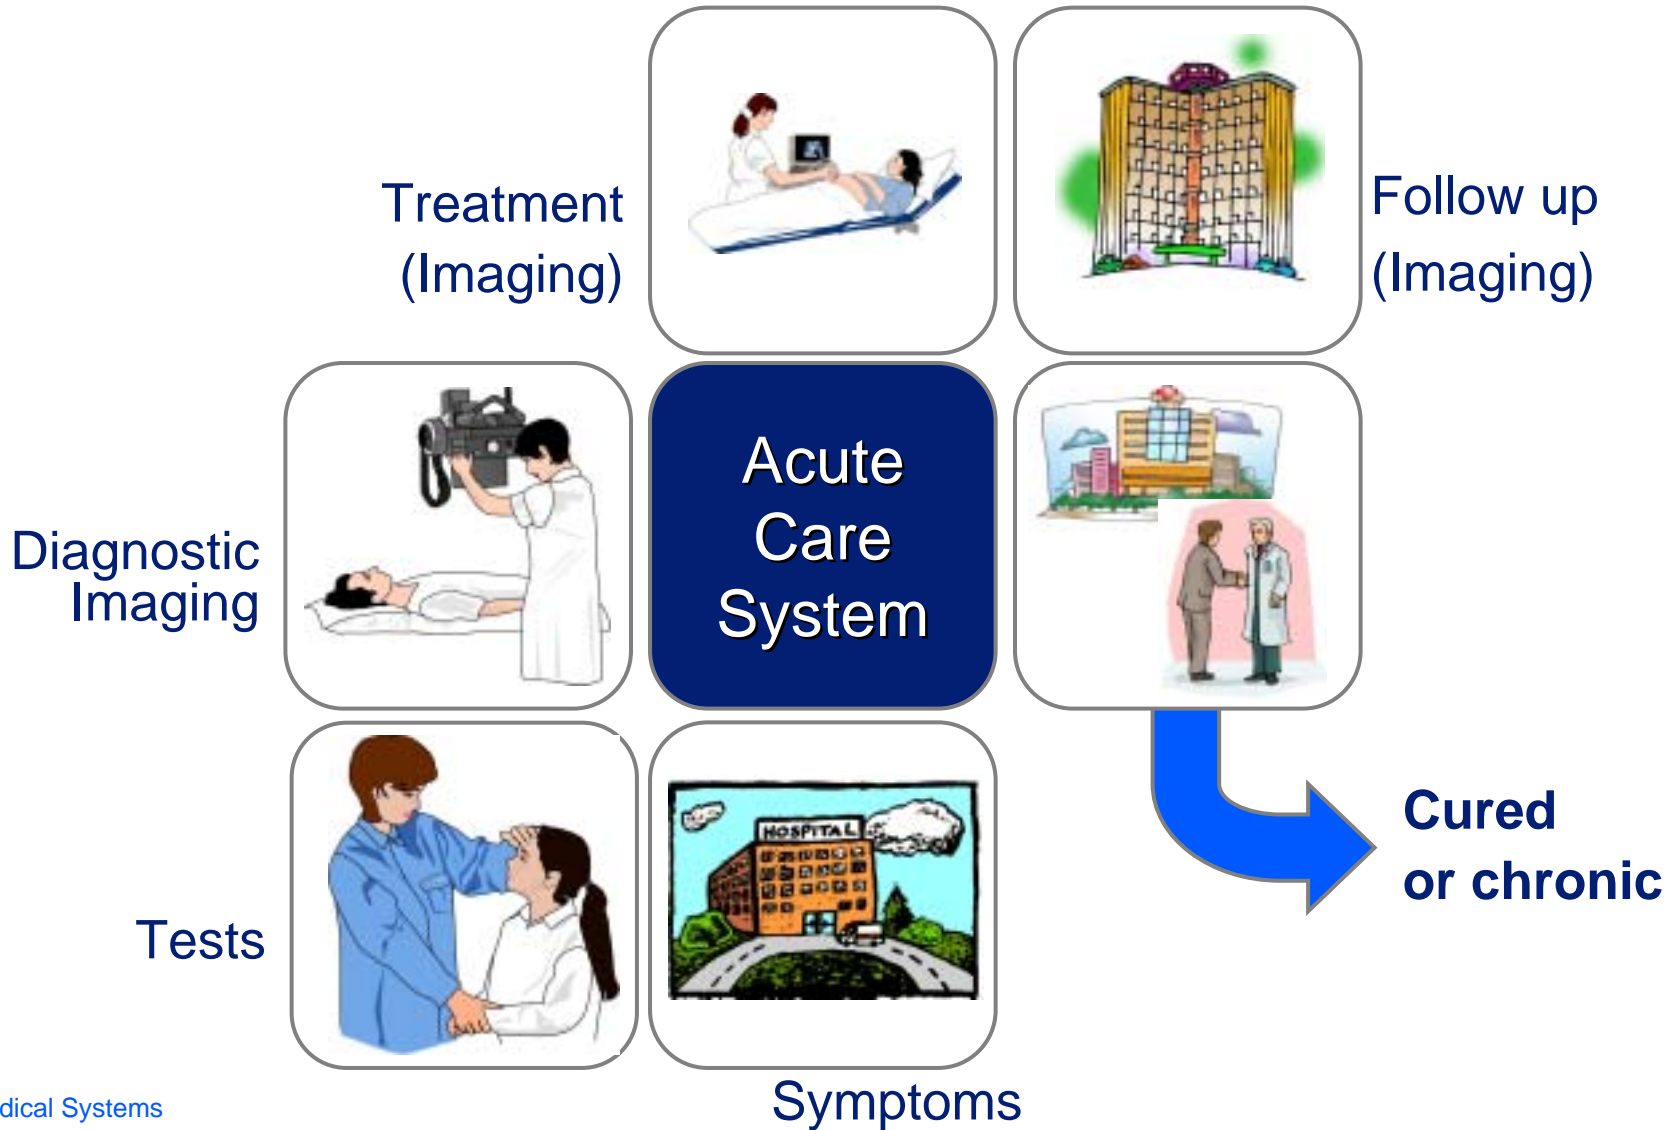 Treatment
(Imaging)
Follow up
(Imaging)
Diagnostic
Imaging
Acute
Care
System
HOSPITAL
Cured
or chronic
Tests
Symptoms
dical Systems